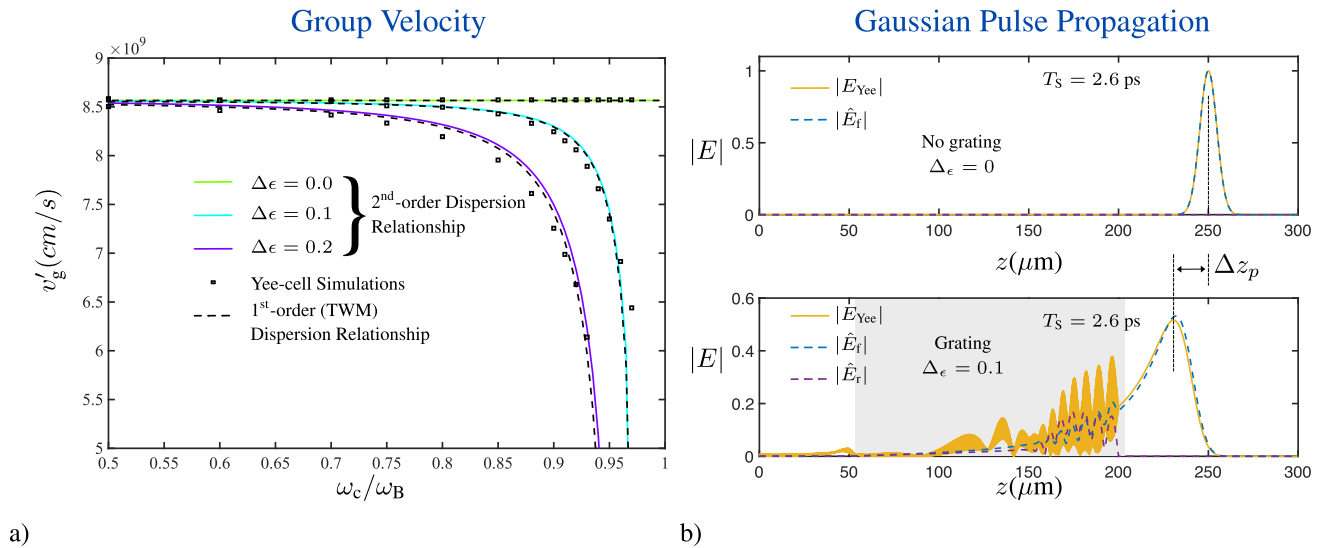 Group Velocity
×10⁹
9
8.5
8
7.5
7
6.5
6
5.5
5
v′g(cm/s)
Δϵ = 0.0
Δϵ = 0.1
Δϵ = 0.2
2nd-order Dispersion
Relationship
Yee-cell Simulations
1st-order (TWM)
Dispersion Relationship
0.5 0.55 0.6 0.65 0.7 0.75 0.8 0.85 0.9 0.95 1
ωc/ωB
a)
Gaussian Pulse Propagation
1
0.5
0
|E|
|EYee|
|Êf|
TS = 2.6 ps
No grating
Δϵ = 0
0 50 100 150 200 250 300
z(μm)
Δzp
0.6
0.4
0.2
0
|E|
|EYee|
|Êf|
|Êr|
TS = 2.6 ps
Grating
Δϵ = 0.1
0 50 100 150 200 250 300
z(μm)
b)